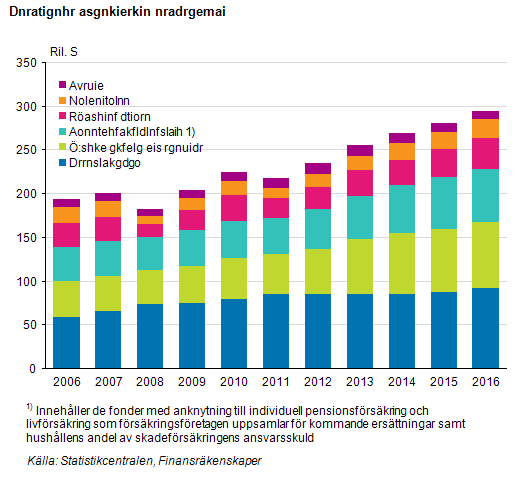 Dnratignhr asgnkierkin nradrgemai
Ril. S
350
300
250
200
150
100
50
0
Avruie
Nolenitolnn
Röashinf dtiorn
Aonntehfakfldlnfslaih 1)
Ö:shke gkfelg eis rgnuidr
Drrnslakgdgo
2006 2007 2008 2009 2010 2011 2012 2013 2014 2015 2016
1) Innehåller de fonder med anknytning till individuell pensionsförsäkring och
livförsäkring som försäkringsföretagen uppsamlar för kommande ersättningar samt
hushållens andel av skadeförsäkringens ansvarsskuld
Källa: Statistikcentralen, Finansräkenskaper